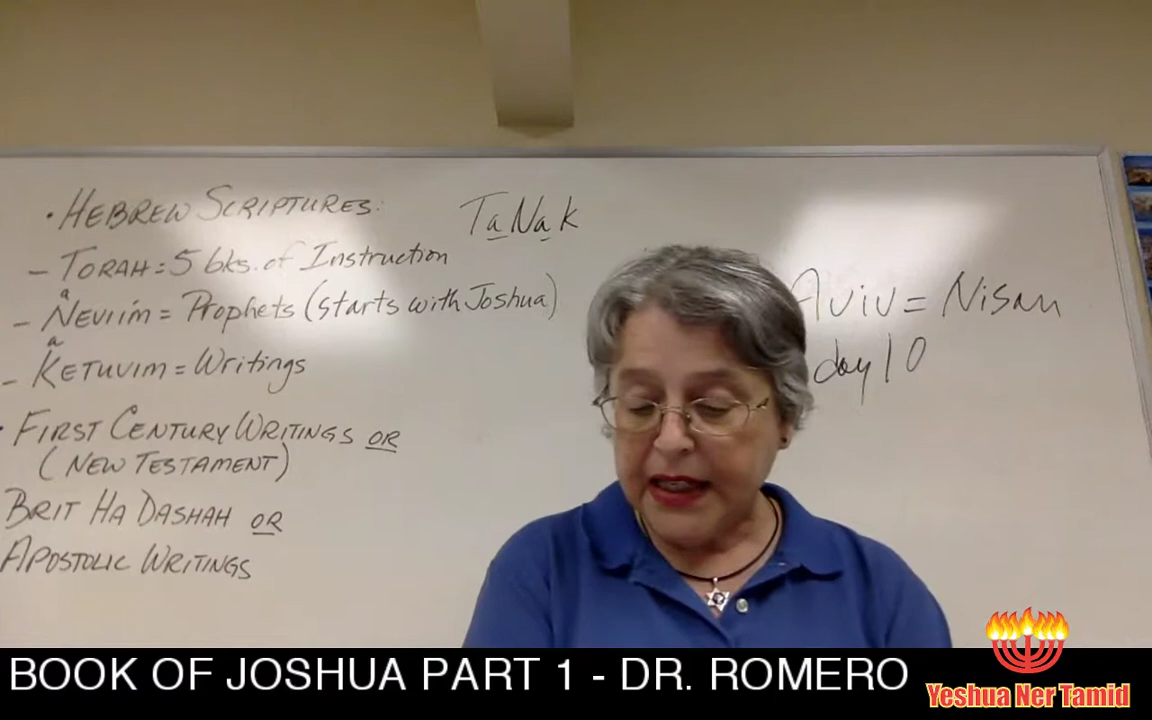 • HEBREW SCRIPTURES:
TaNak
- TORAH = 5 bks. of Instruction
a
- NEVIIM = Prophets (starts with Joshua)
a
- KETUVIM = Writings
• FIRST CENTURY WRITINGS OR
(NEW TESTAMENT)
BRIT HA DASHAH OR
APOSTOLIC WRITINGS
Aviv = Nisan
day 10
BOOK OF JOSHUA PART 1 - DR. ROMERO
Yeshua Ner Tamid